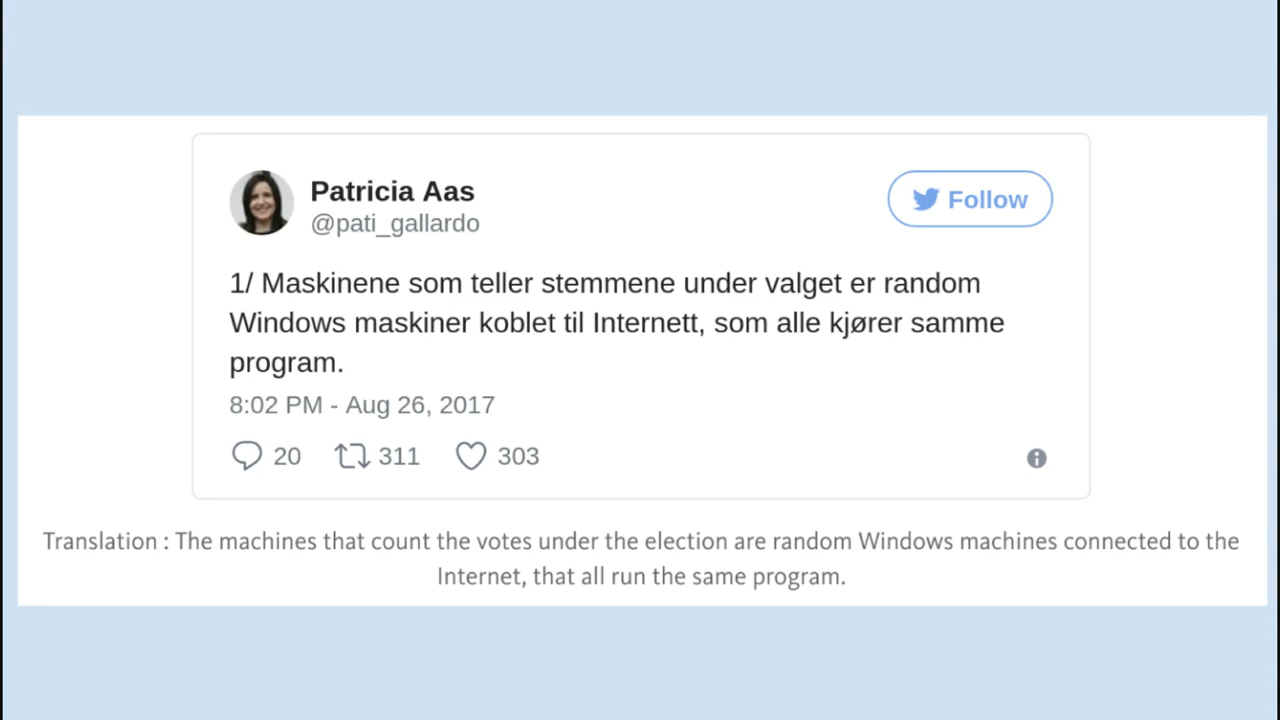 Patricia Aas
@pati_gallardo
Follow
1/ Maskinene som teller stemmene under valget er random
Windows maskiner koblet til Internett, som alle kjører samme
program.
8:02 PM - Aug 26, 2017
20 311 303
Translation : The machines that count the votes under the election are random Windows machines connected to the
Internet, that all run the same program.